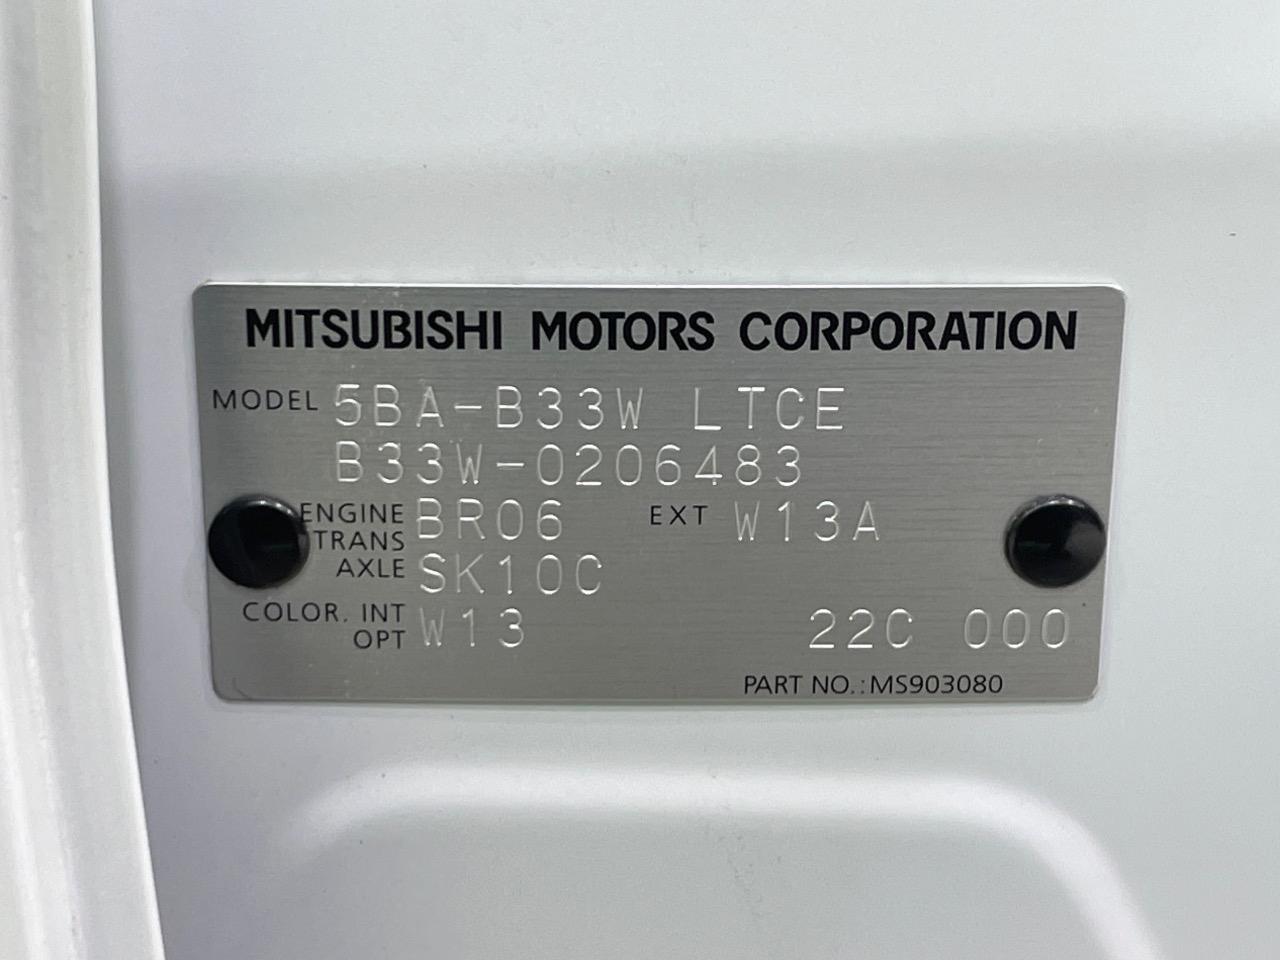 MITSUBISHI MOTORS CORPORATION
MODEL 5BA-B33W LTCE
B33W-0206483
ENGINE BR06 EXT W13A
TRANS
AXLE SK10C
COLOR. INT W13 22C 000
OPT
PART NO.:MS903080